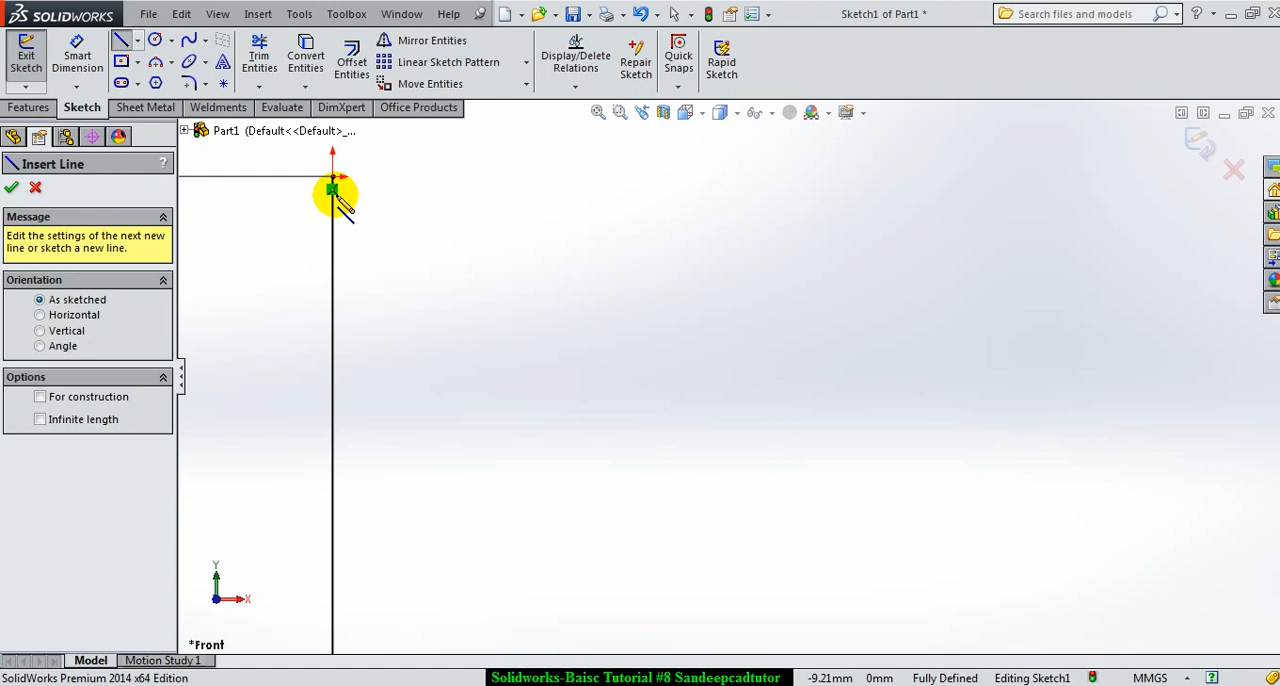 SOLIDWORKS File Edit View Insert Tools Toolbox Window Help Sketch1 of Part1 * Search files and models
Exit Sketch
Smart Dimension
Trim Entities
Convert Entities
Offset Entities
Mirror Entities
Linear Sketch Pattern
Move Entities
Display/Delete Relations
Repair Sketch
Quick Snaps
Rapid Sketch
Features Sketch Sheet Metal Weldments Evaluate DimXpert Office Products
Part1 (Default<<Default>_...
Insert Line ?
Message
Edit the settings of the next new
line or sketch a new line.
Orientation
As sketched
Horizontal
Vertical
Angle
Options
For construction
Infinite length
Y
X
*Front
Model Motion Study 1
SolidWorks Premium 2014 x64 Edition Solidworks-Baisc Tutorial #8 Sandeepcadtutor -9.21mm 0mm Fully Defined Editing Sketch1 MMGS ?